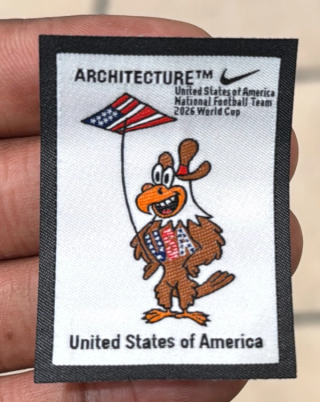 ARCHITECTURE™
United States of America
National Football Team
2026 World Cup
United States of America